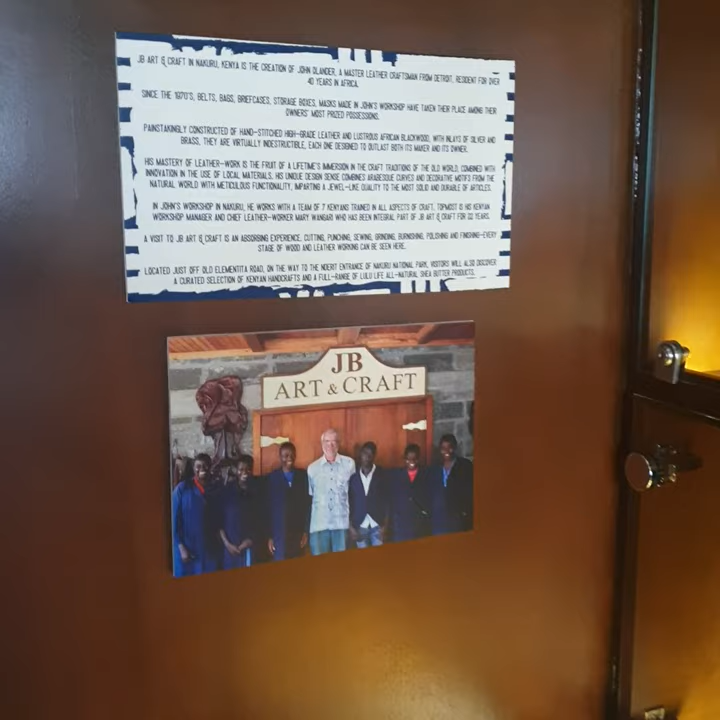 JB ART & CRAFT IN NAKURU, KENYA IS THE CREATION OF JOHN OLANDER, A MASTER LEATHER CRAFTSMAN FROM DETROIT, RESIDENT FOR OVER
40 YEARS IN AFRICA.
SINCE THE 1970'S, BELTS, BAGS, BRIEFCASES, STORAGE BOXES, MASKS MADE IN JOHN'S WORKSHOP HAVE TAKEN THEIR PLACE AMONG THEIR
OWNERS' MOST PRIZED POSSESSIONS.
PAINSTAKINGLY CONSTRUCTED OF HAND-STITCHED HIGH-GRADE LEATHER AND LUSTROUS AFRICAN BLACKWOOD, WITH INLAYS OF SILVER AND
BRASS, THEY ARE VIRTUALLY INDESTRUCTIBLE, EACH ONE DESIGNED TO OUTLAST BOTH ITS MAKER AND ITS OWNER.
HIS MASTERY OF LEATHER-WORK IS THE FRUIT OF A LIFETIME'S IMMERSION IN THE CRAFT TRADITIONS OF THE OLD WORLD, COMBINED WITH
INNOVATION IN THE USE OF LOCAL MATERIALS. HIS UNIQUE DESIGN SENSE COMBINES ARABESQUE CURVES AND DECORATIVE MOTIFS FROM THE
NATURAL WORLD WITH METICULOUS FUNCTIONALITY, IMPARTING A JEWEL-LIKE QUALITY TO THE MOST SOLID AND DURABLE OF ARTICLES.
IN JOHN'S WORKSHOP IN NAKURU, HE WORKS WITH A TEAM OF 7 KENYANS TRAINED IN ALL ASPECTS OF CRAFT, TOPMOST IS HIS KENYAN
WORKSHOP MANAGER AND CHIEF LEATHER-WORKER MARY WANGARI WHO HAS BEEN INTEGRAL PART OF JB ART & CRAFT FOR YEARS.
A VISIT TO JB ART & CRAFT IS AN ABSORBING EXPERIENCE. CUTTING, PUNCHING, SEWING, GRINDING, BURNISHING, POLISHING AND FINISHING-EVERY
STAGE OF WOOD AND LEATHER WORKING CAN BE SEEN HERE.
LOCATED JUST OFF OLD ELEMENTITA ROAD, ON THE WAY TO THE NDERIT ENTRANCE OF NAKURU NATIONAL PARK, VISITORS WILL ALSO DISCOVER
A CURATED SELECTION OF KENYAN HANDCRAFTS AND A FULL-RANGE OF LULU LIFE ALL-NATURAL SHEA BUTTER PRODUCTS.
JB
ART & CRAFT